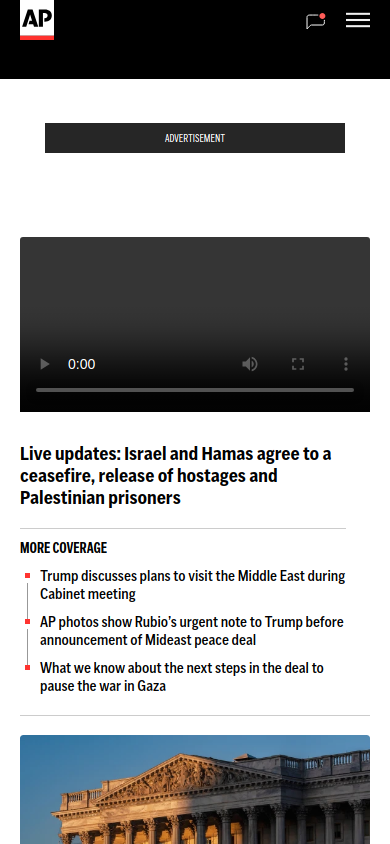 AP
ADVERTISEMENT
0:00
Live updates: Israel and Hamas agree to a
ceasefire, release of hostages and
Palestinian prisoners
MORE COVERAGE
Trump discusses plans to visit the Middle East during
Cabinet meeting
AP photos show Rubio’s urgent note to Trump before
announcement of Mideast peace deal
What we know about the next steps in the deal to
pause the war in Gaza